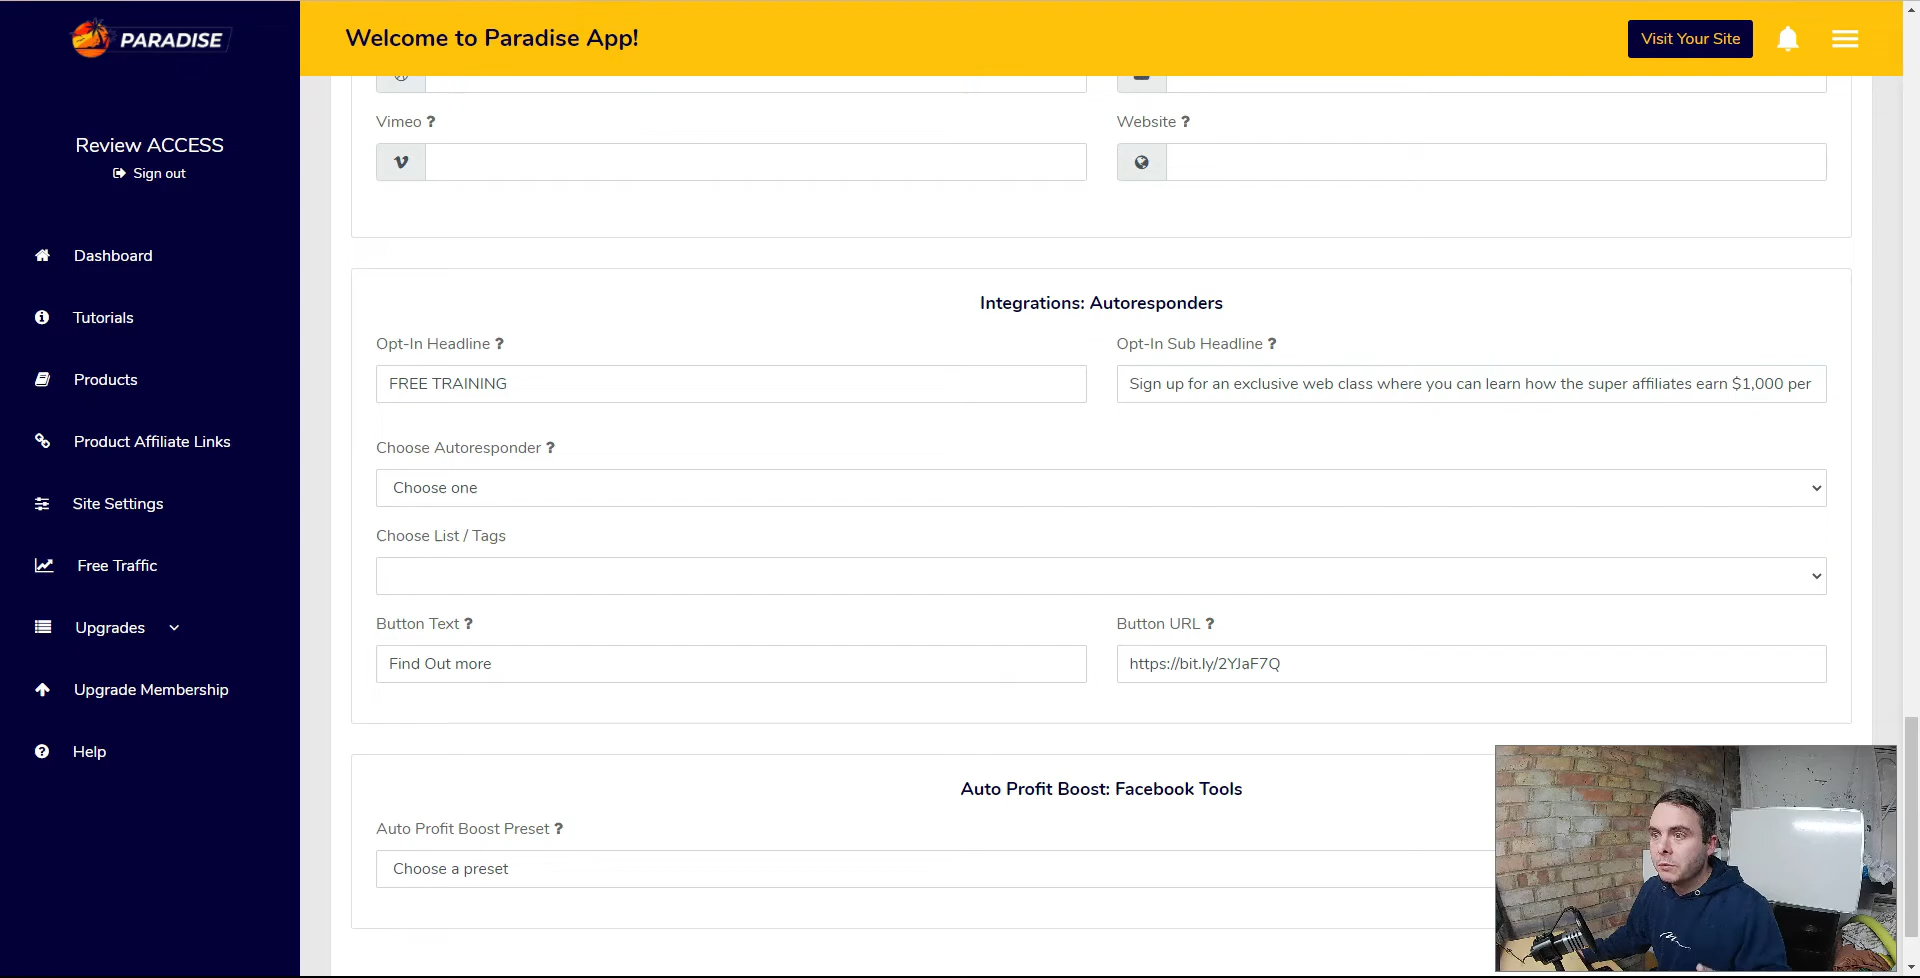 PARADISE
Welcome to Paradise App!
Visit Your Site
Review ACCESS
Sign out
Dashboard
Tutorials
Products
Product Affiliate Links
Site Settings
Free Traffic
Upgrades
Upgrade Membership
Help
Vimeo ?
Website ?
Integrations: Autoresponders
Opt-In Headline ?
Opt-In Sub Headline ?
FREE TRAINING
Sign up for an exclusive web class where you can learn how the super affiliates earn $1,000 per
Choose Autoresponder ?
Choose one
Choose List / Tags
Button Text ?
Button URL ?
Find Out more
https://bit.ly/2YJaF7Q
Auto Profit Boost: Facebook Tools
Auto Profit Boost Preset ?
Choose a preset